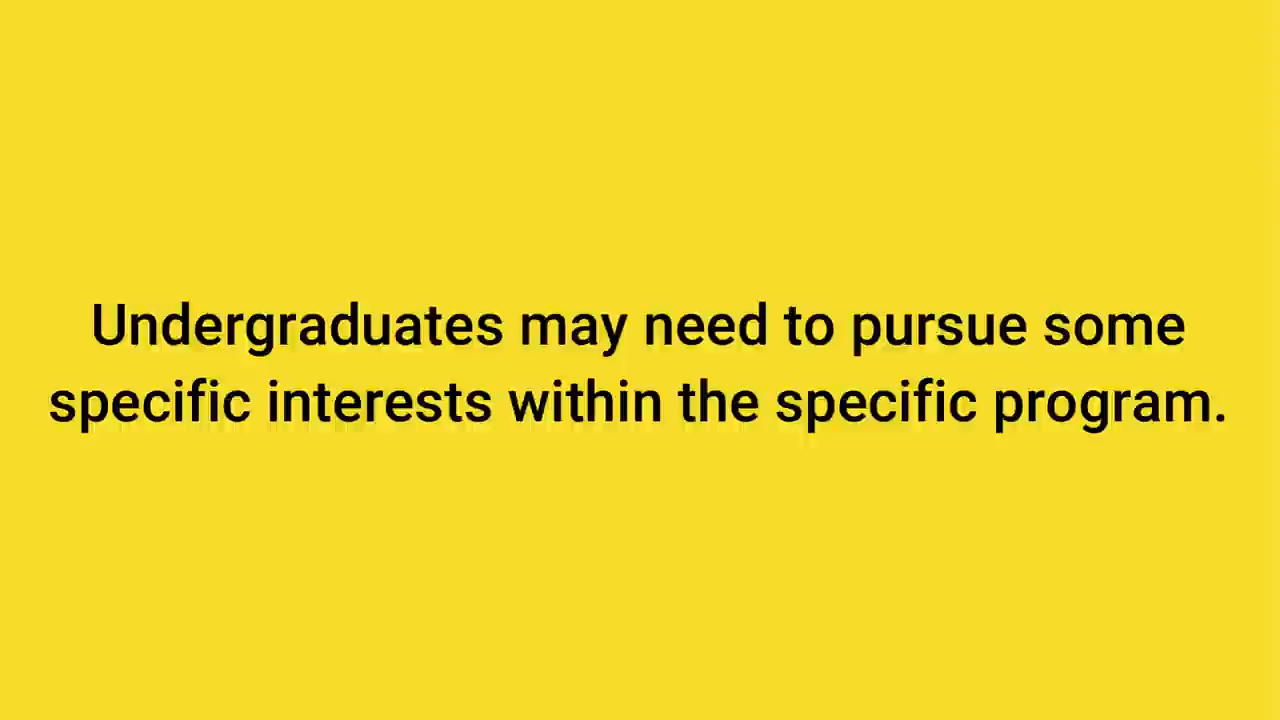 Undergraduates may need to pursue some
specific interests within the specific program.